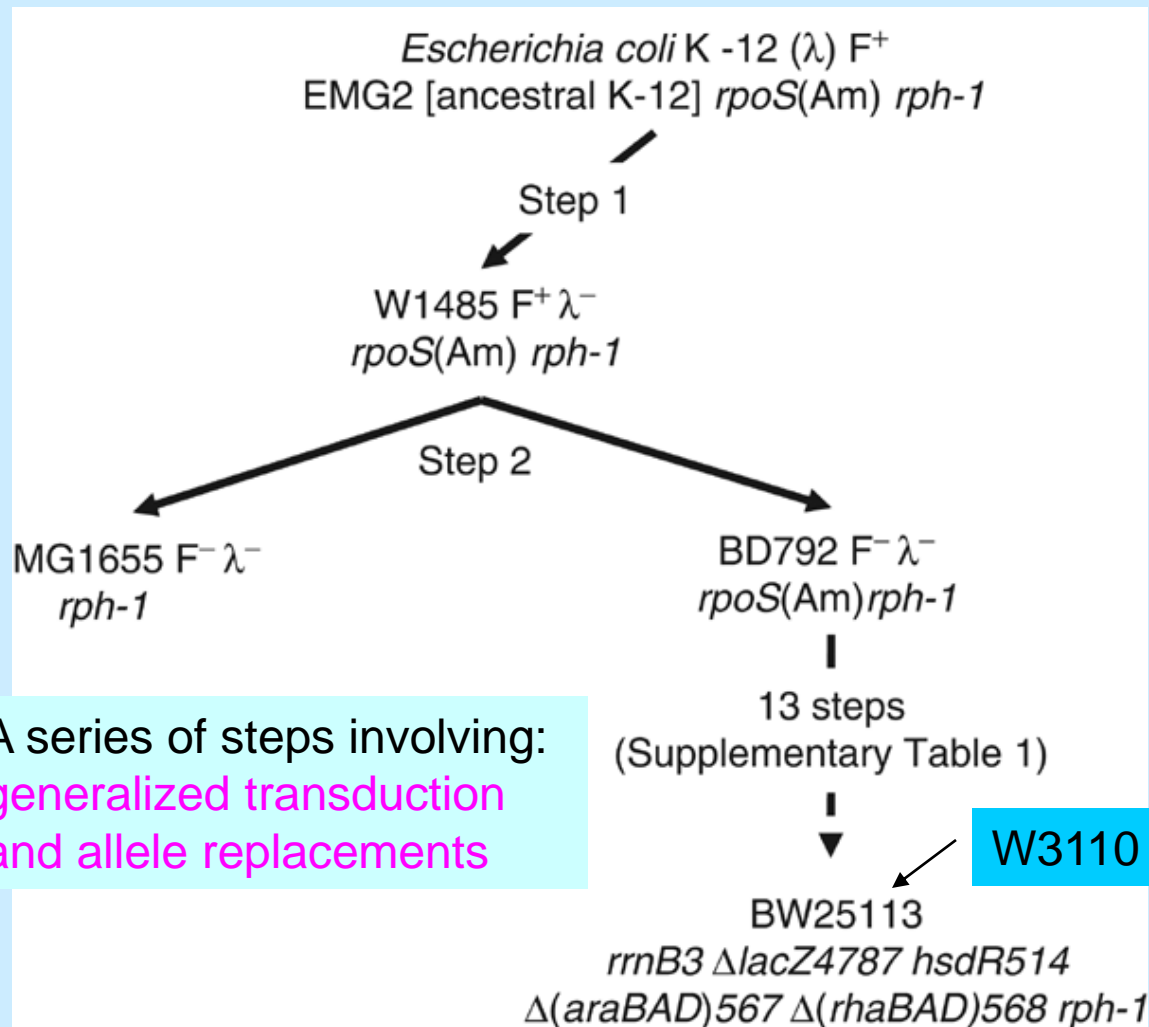 Escherichia coli K -12 (λ) F⁺
EMG2 [ancestral K-12] rpoS(Am) rph-1
Step 1
W1485 F⁺ λ⁻
rpoS(Am) rph-1
Step 2
MG1655 F⁻ λ⁻
rph-1
BD792 F⁻ λ⁻
rpoS(Am)rph-1
13 steps
(Supplementary Table 1)
A series of steps involving:
generalized transduction
and allele replacements
W3110
BW25113
rrnB3 ΔlacZ4787 hsdR514
Δ(araBAD)567 Δ(rhaBAD)568 rph-1